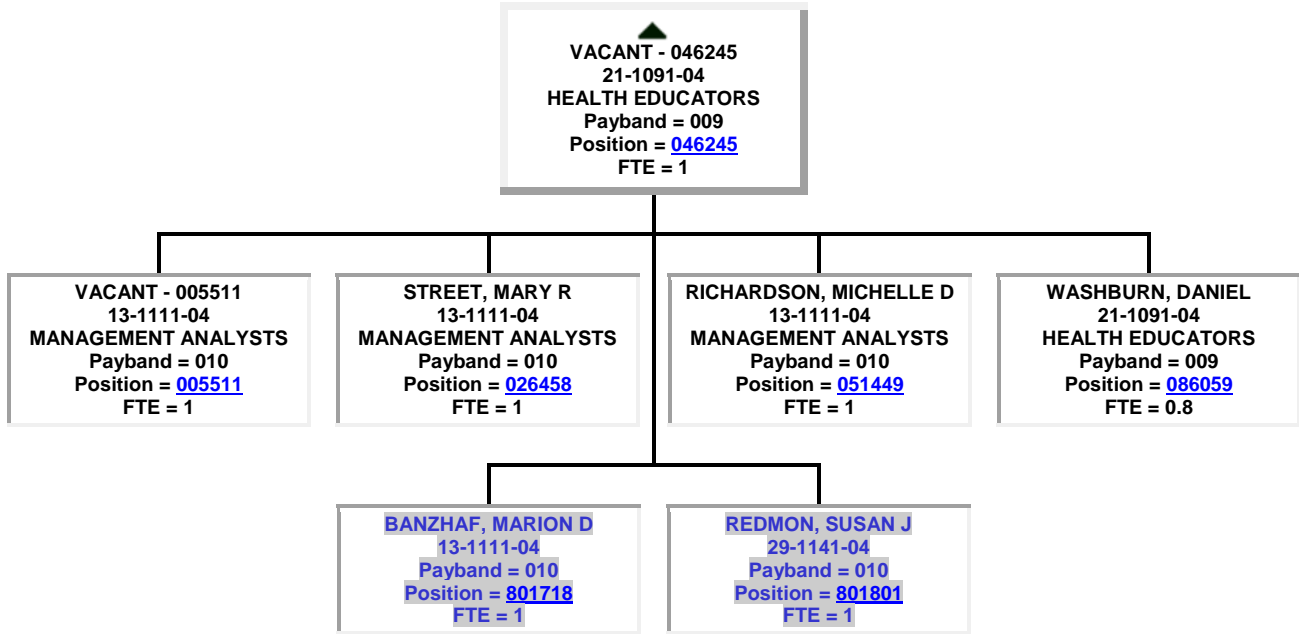 VACANT - 046245
21-1091-04
HEALTH EDUCATORS
Payband = 009
Position = 046245
FTE = 1
VACANT - 005511
13-1111-04
MANAGEMENT ANALYSTS
Payband = 010
Position = 005511
FTE = 1
STREET, MARY R
13-1111-04
MANAGEMENT ANALYSTS
Payband = 010
Position = 026458
FTE = 1
RICHARDSON, MICHELLE D
13-1111-04
MANAGEMENT ANALYSTS
Payband = 010
Position = 051449
FTE = 1
WASHBURN, DANIEL
21-1091-04
HEALTH EDUCATORS
Payband = 009
Position = 086059
FTE = 0.8
BANZHAF, MARION D
13-1111-04
Payband = 010
Position = 801718
FTE = 1
REDMON, SUSAN J
29-1141-04
Payband = 010
Position = 801801
FTE = 1